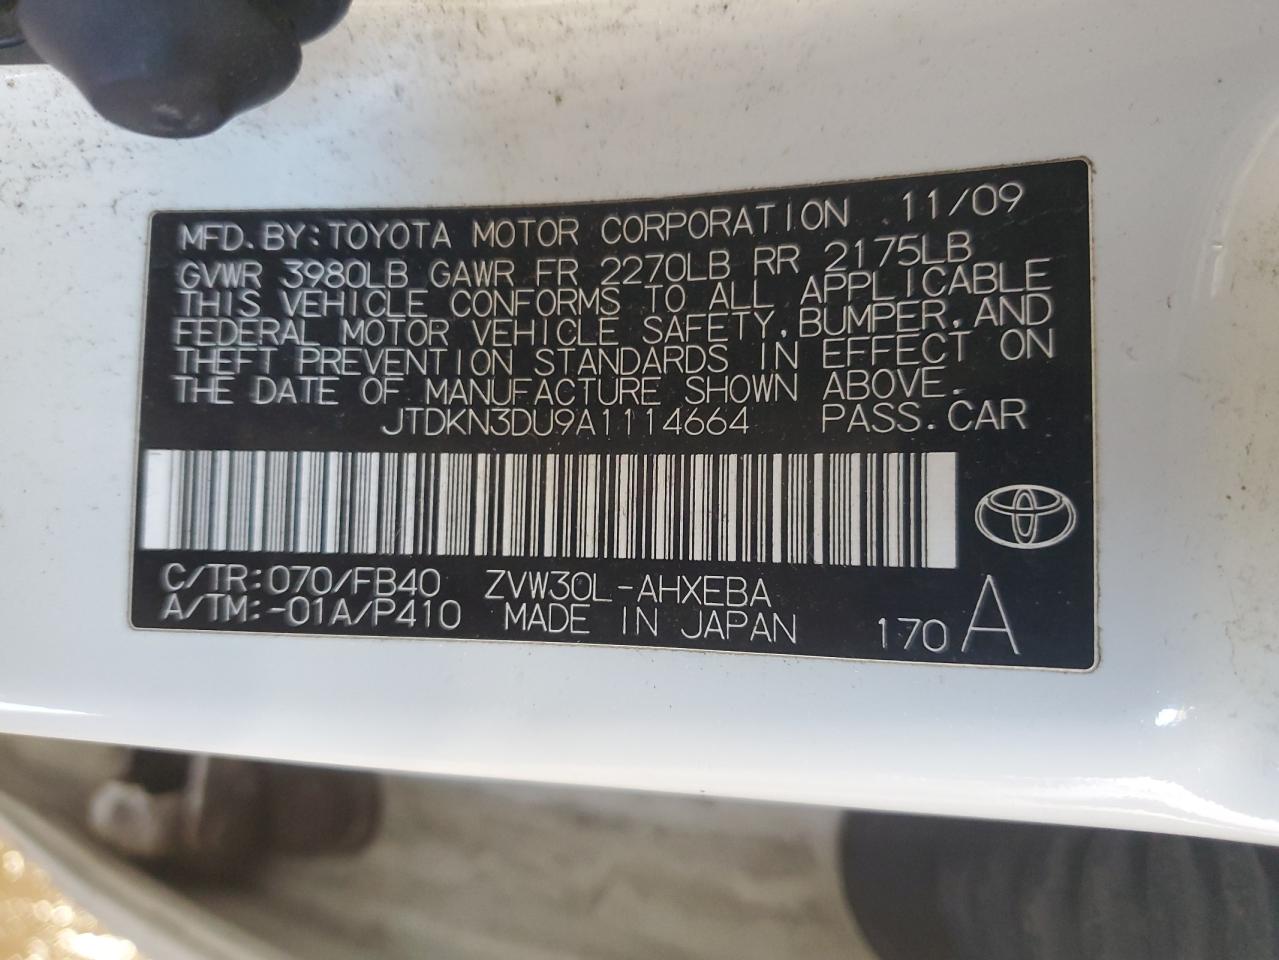 MFD.BY:TOYOTA MOTOR CORPORATION 11/09
GVWR 3980LB GAWR FR 2270LB RR 2175LB
THIS VEHICLE CONFORMS TO ALL APPLICABLE
FEDERAL MOTOR VEHICLE SAFETY,BUMPER,AND
THEFT PREVENTION STANDARDS IN EFFECT ON
THE DATE OF MANUFACTURE SHOWN ABOVE.
JTDKN3DU9A1114664 PASS.CAR
C/TR:070/FB40 ZVW30L-AHXEBA
A/TM:-01A/P410 MADE IN JAPAN 170 A